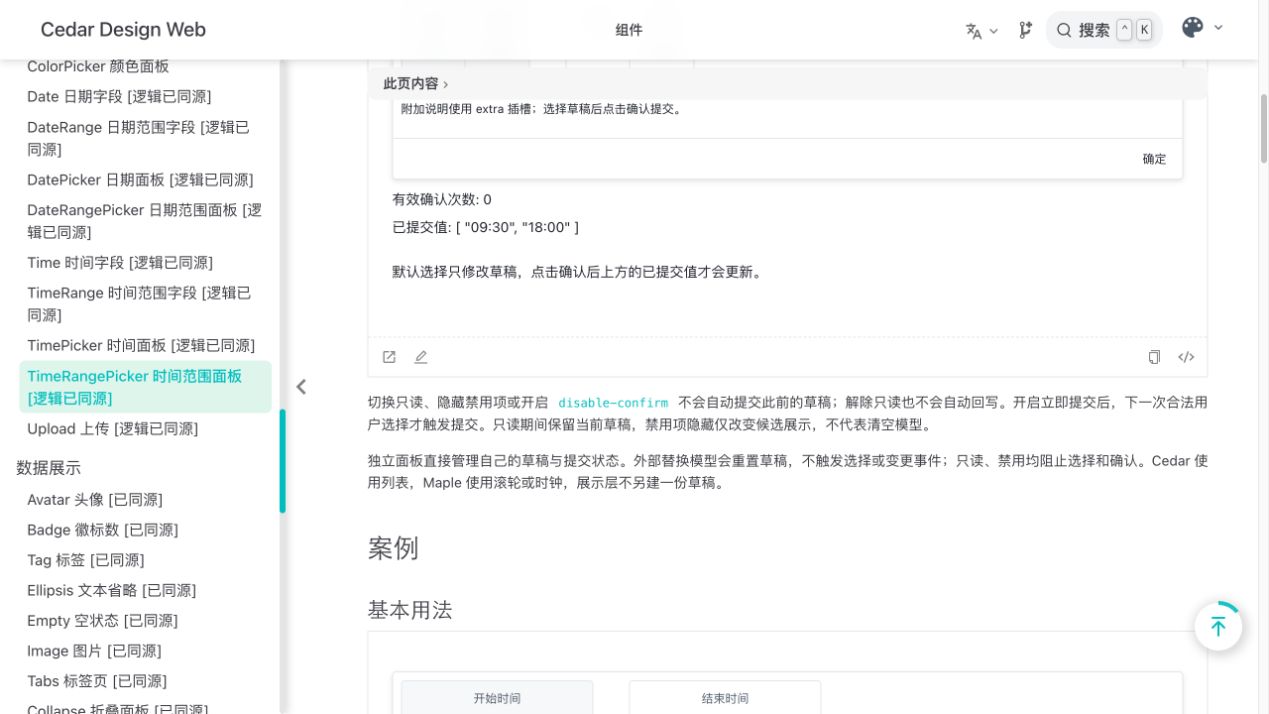 Cedar Design Web
组件
搜索 ^ K
ColorPicker 颜色面板
Date 日期字段 [逻辑已同源]
DateRange 日期范围字段 [逻辑已
同源]
DatePicker 日期面板 [逻辑已同源]
DateRangePicker 日期范围面板 [逻
辑已同源]
Time 时间字段 [逻辑已同源]
TimeRange 时间范围字段 [逻辑已
同源]
TimePicker 时间面板 [逻辑已同源]
TimeRangePicker 时间范围面板
[逻辑已同源]
Upload 上传 [逻辑已同源]
数据展示
Avatar 头像 [已同源]
Badge 徽标数 [已同源]
Tag 标签 [已同源]
Ellipsis 文本省略 [已同源]
Empty 空状态 [已同源]
Image 图片 [已同源]
Tabs 标签页 [已同源]
Collapse 折叠面板 [已同源]
此页内容 ›
附加说明使用 extra 插槽；选择草稿后点击确认提交。
确定
有效确认次数: 0
已提交值: [ "09:30", "18:00" ]
默认选择只修改草稿，点击确认后上方的已提交值才会更新。
切换只读、隐藏禁用项或开启 disable-confirm 不会自动提交此前的草稿；解除只读也不会自动回写。开启立即提交后，下一次合法用
户选择才触发提交。只读期间保留当前草稿，禁用项隐藏仅改变候选展示，不代表清空模型。
独立面板直接管理自己的草稿与提交状态。外部替换模型会重置草稿，不触发选择或变更事件；只读、禁用均阻止选择和确认。Cedar 使
用列表，Maple 使用滚轮或时钟，展示层不另建一份草稿。
案例
基本用法
开始时间
结束时间